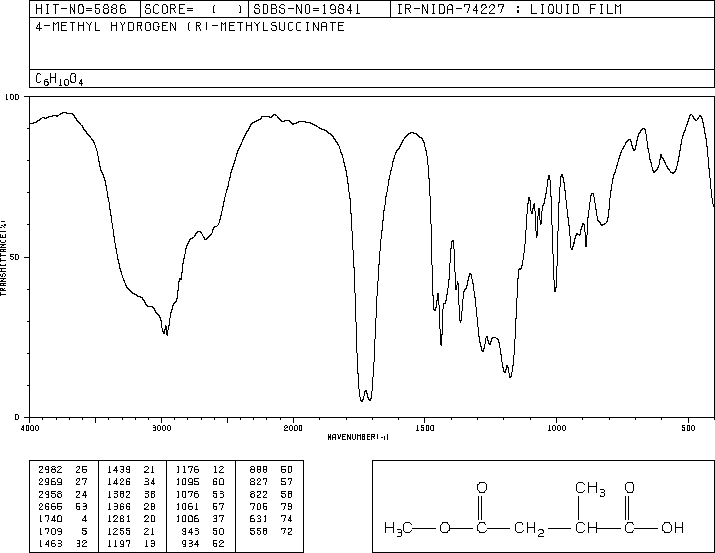 HIT-NO=5886 SCORE= ( ) SDBS-NO=19841 IR-NIDA-74227 : LIQUID FILM
4-METHYL HYDROGEN (R)-METHYLSUCCINATE
C6H10O4
100
50
0
TRANSMITTANCE(%)
4000 3000 2000 1500 1000 500
WAVENUMBER(-1)
2982 26 1439 21 1176 12 888 50
2969 27 1426 34 1095 60 827 57
2958 24 1382 38 1076 53 822 58
2666 53 1366 28 1061 57 706 79
1740 4 1281 20 1006 37 631 74
1709 5 1255 21 943 50 558 72
1463 32 1197 13 934 52
CH3 O
O
H3C O CH2 CH OH